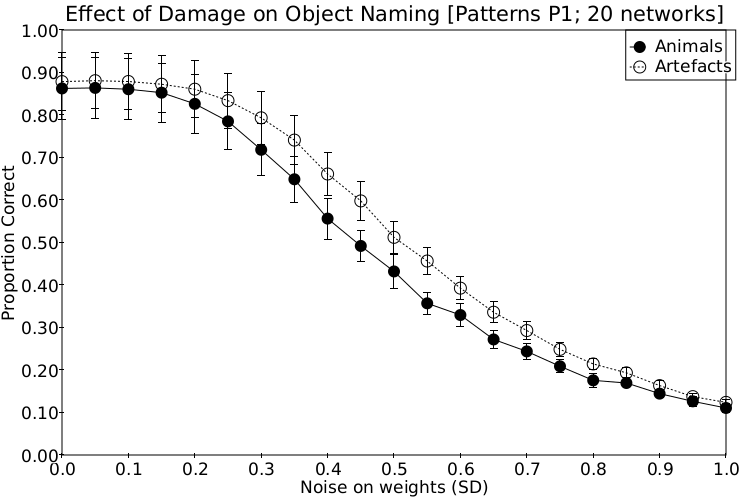 Effect of Damage on Object Naming [Patterns P1; 20 networks]
Animals
Artefacts
Proportion Correct
1.00
0.90
0.80
0.70
0.60
0.50
0.40
0.30
0.20
0.10
0.00
0.0 0.1 0.2 0.3 0.4 0.5 0.6 0.7 0.8 0.9 1.0
Noise on weights (SD)